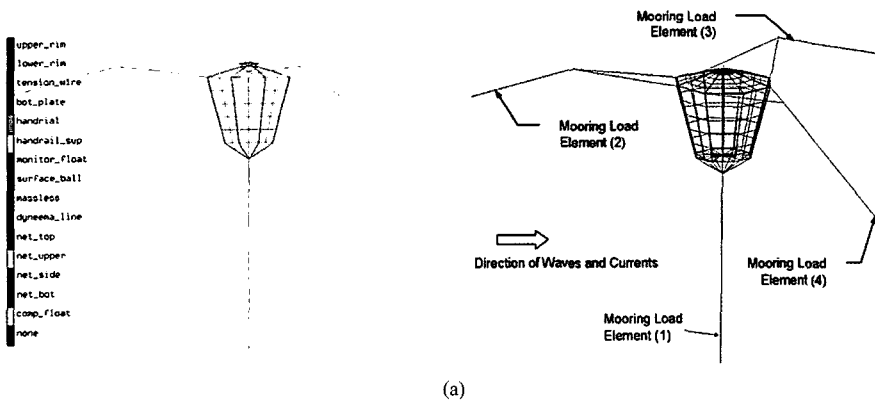 upper_rim
lower_rim
tension_wire
bot_plate
handrial
handrail_sup
monitor_float
surface_ball
massless
dyneema_line
net_top
net_upper
net_side
net_bot
comp_float
none
Mooring Load
Element (3)
Mooring Load
Element (2)
Direction of Waves and Currents
Mooring Load
Element (4)
Mooring Load
Element (1)
(a)